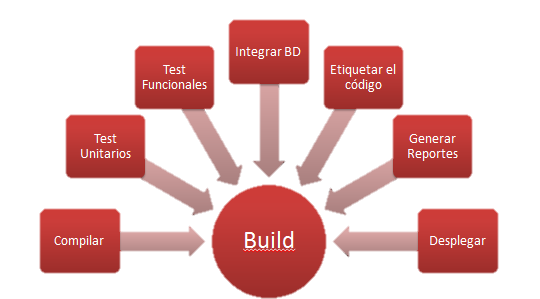 Integrar BD
Test
Funcionales
Etiquetar el
código
Test
Unitarios
Generar
Reportes
Compilar
Build
Desplegar